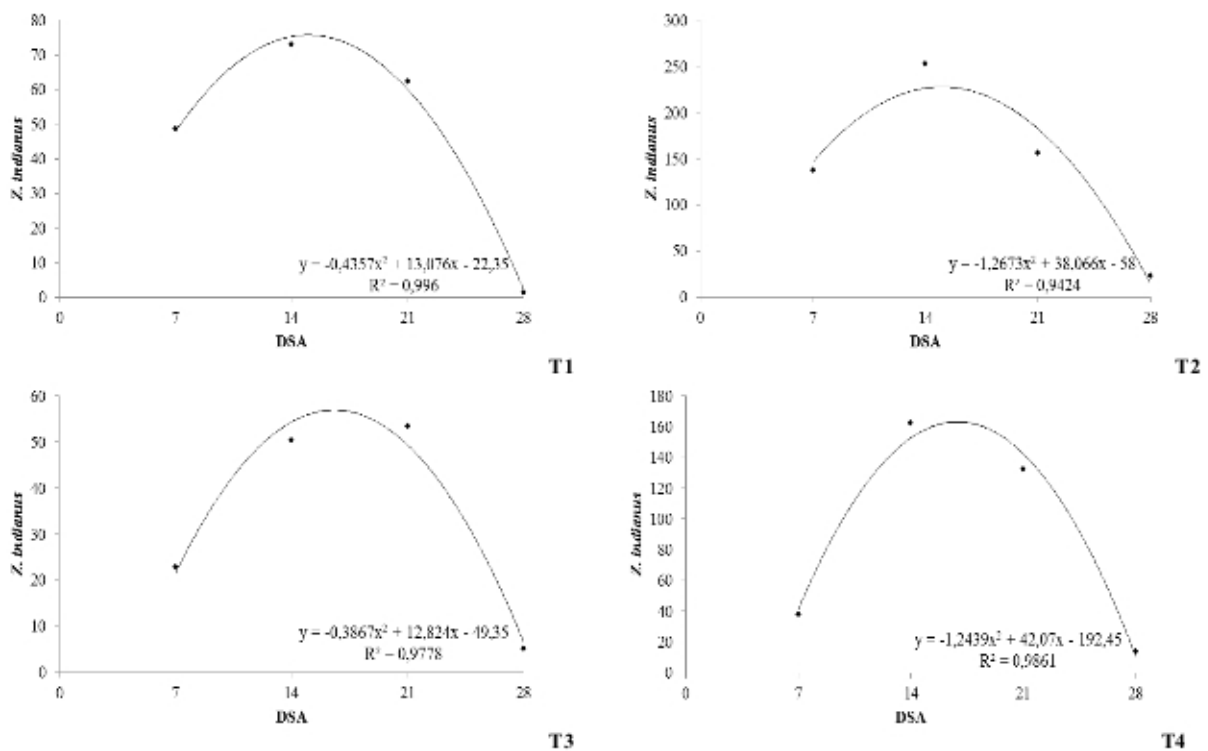 80
70
60
50
40
30
20
10
0
Z. indianus
y = -0,4357x² + 13,076x - 22,35
R² = 0,996
0 7 14 21 28
DSA
T1
300
250
200
150
100
50
0
Z. indianus
y = -1,2673x² + 38.066x - 58
R² = 0,9424
0 7 14 21 28
DSA
T2
60
50
40
30
20
10
0
Z. indianus
y = -0,3867x² + 12,824x - 49,35
R² = 0,9778
0 7 14 21 28
DSA
T3
180
160
140
120
100
80
60
40
20
0
Z. indianus
y = -1,2439x² + 42,07x - 192,45
R² = 0,9861
0 7 14 21 28
DSA
T4